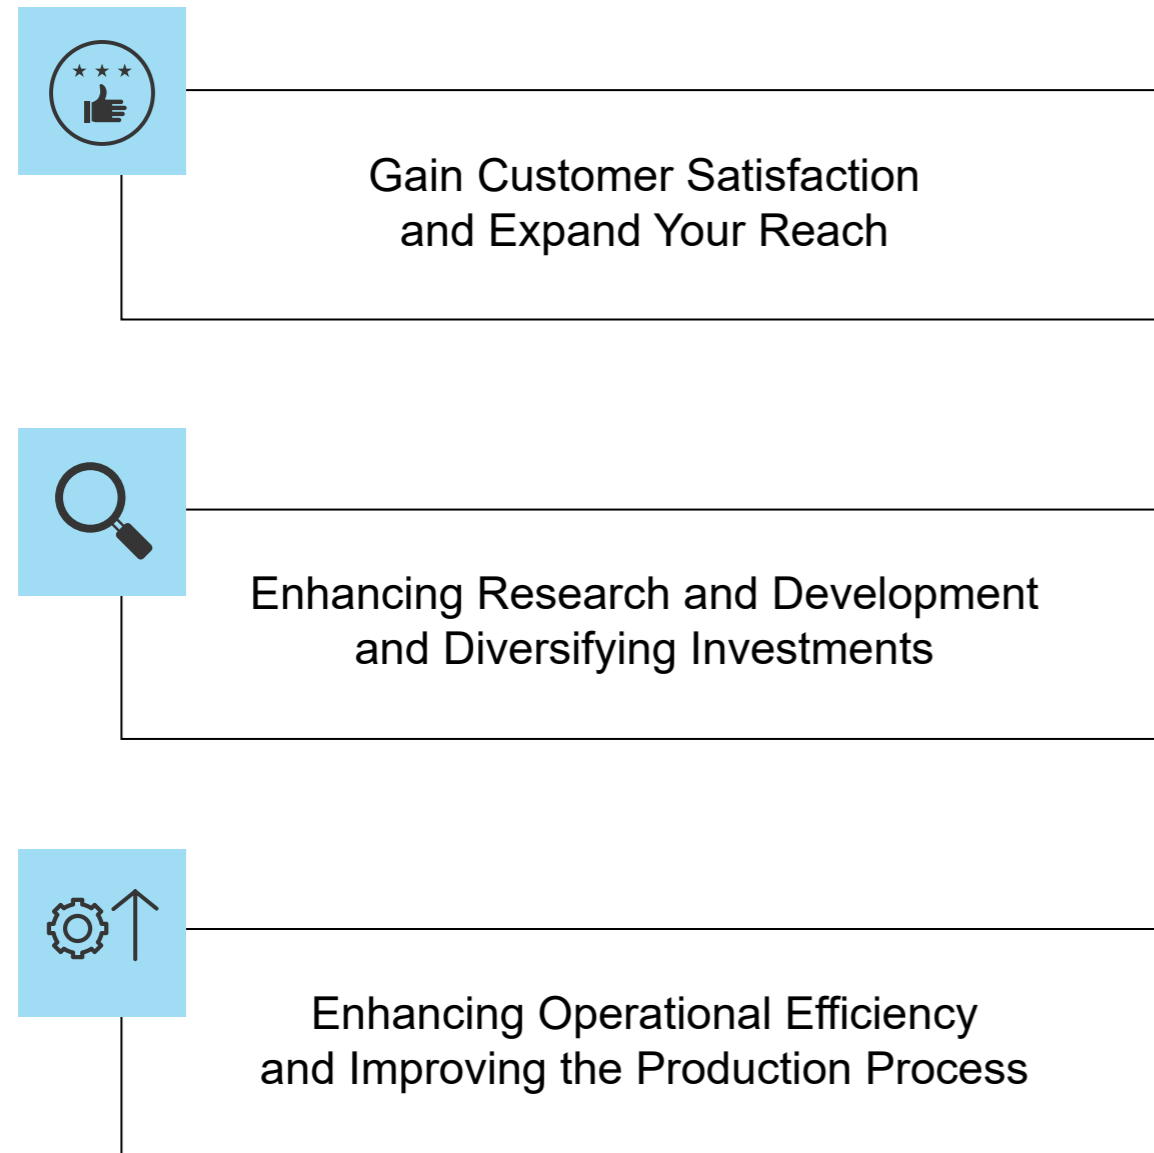 Gain Customer Satisfaction
and Expand Your Reach
Enhancing Research and Development
and Diversifying Investments
Enhancing Operational Efficiency
and Improving the Production Process